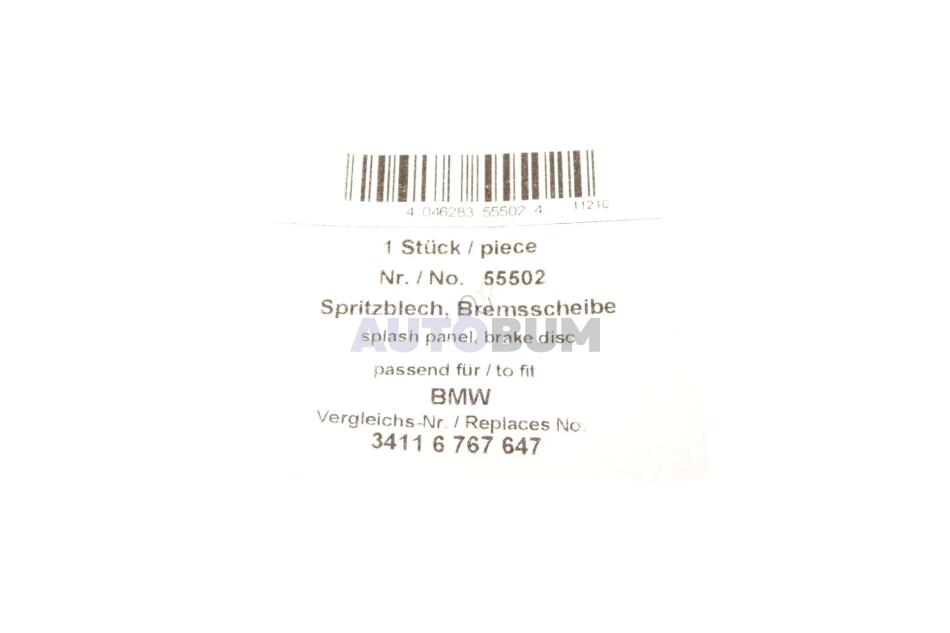 4 046283 55502 4 11210
1 Stück / piece
Nr. / No. 55502
Spritzblech, Bremsscheibe
splash panel, brake disc
AUTOBUM
passend für / to fit
BMW
Vergleichs-Nr. / Replaces No.
3411 6 767 647